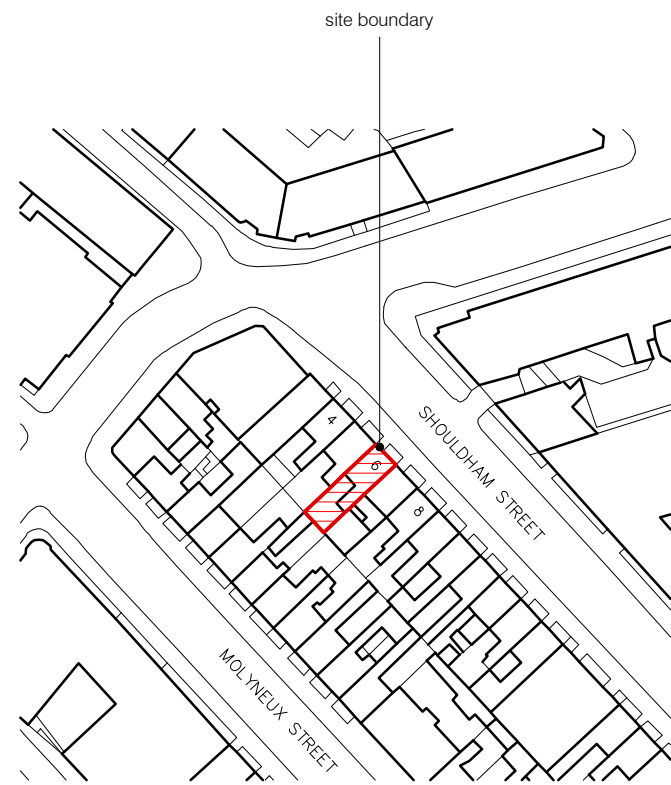 site boundary
4
6
8
SHOULDHAM STREET
MOLYNEUX STREET